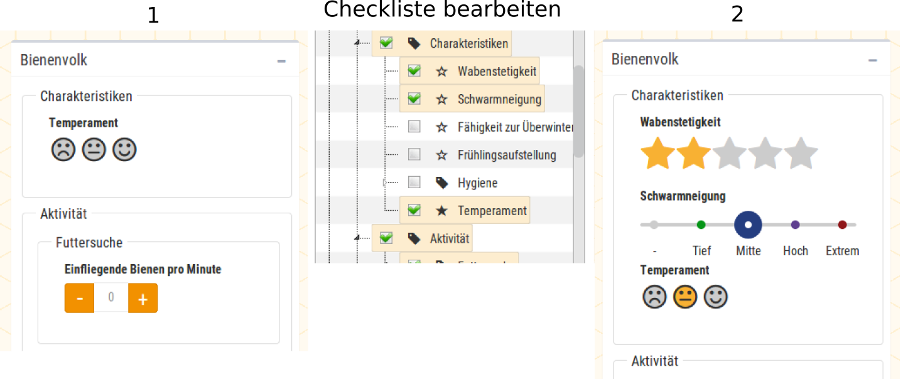 1
Bienenvolk
Charakteristiken
Temperament
Aktivität
Futtersuche
Einfliegende Bienen pro Minute
- 0 +
Checkliste bearbeiten
Charakteristiken
Wabenstetigkeit
Schwarmneigung
Fähigkeit zur Überwinter
Frühlingsaufstellung
Hygiene
Temperament
Aktivität
2
Bienenvolk
Charakteristiken
Wabenstetigkeit
Schwarmneigung
- Tief Mitte Hoch Extrem
Temperament
Aktivität